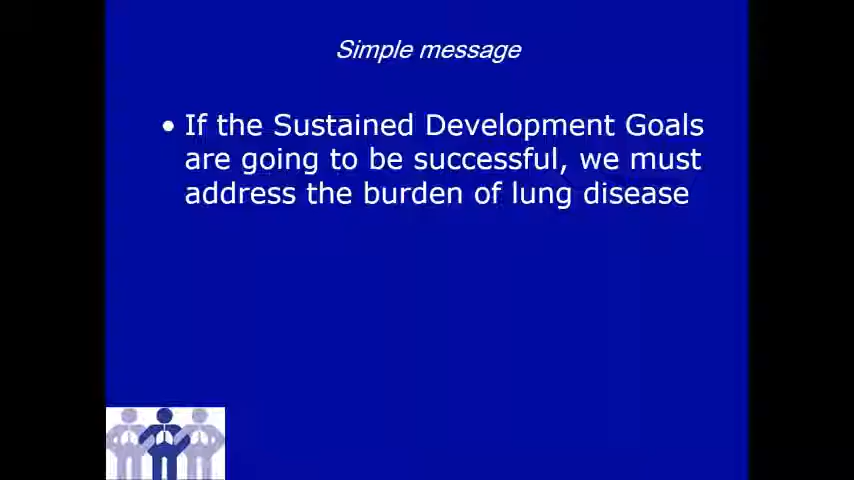 Simple message
• If the Sustained Development Goals
are going to be successful, we must
address the burden of lung disease